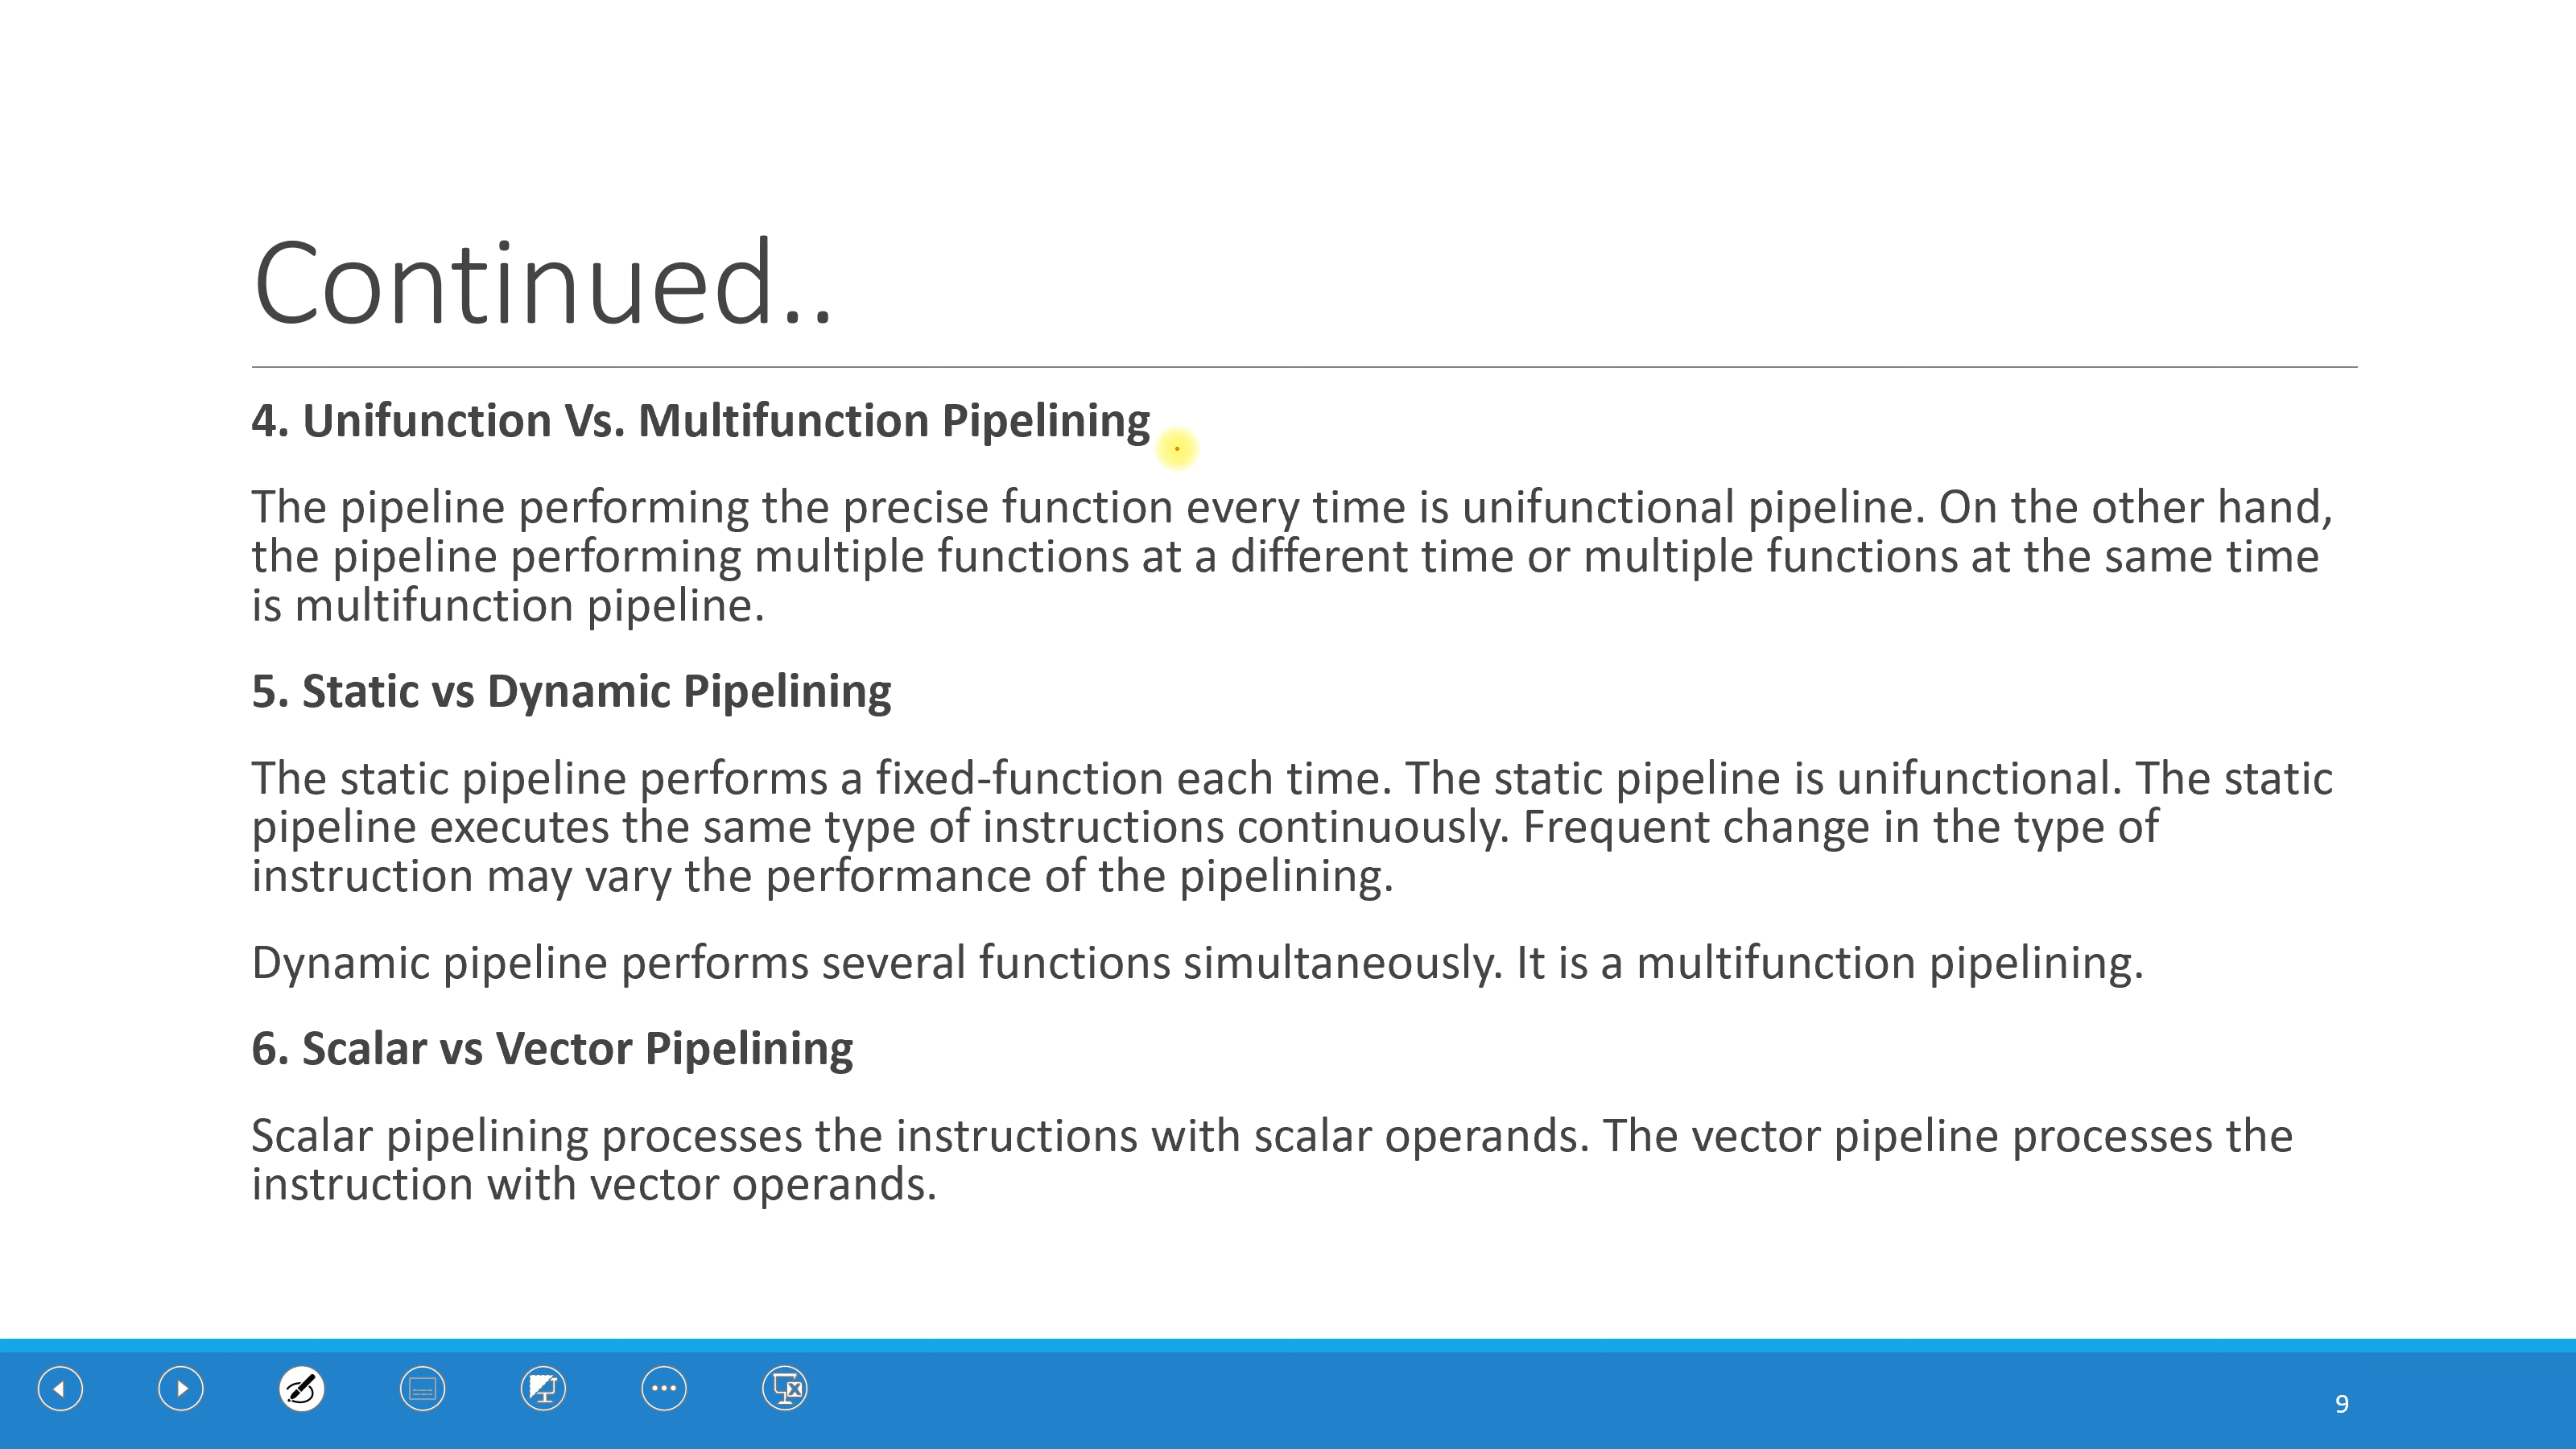 Continued..
4. Unifunction Vs. Multifunction Pipelining
The pipeline performing the precise function every time is unifunctional pipeline. On the other hand,
the pipeline performing multiple functions at a different time or multiple functions at the same time
is multifunction pipeline.
5. Static vs Dynamic Pipelining
The static pipeline performs a fixed-function each time. The static pipeline is unifunctional. The static
pipeline executes the same type of instructions continuously. Frequent change in the type of
instruction may vary the performance of the pipelining.
Dynamic pipeline performs several functions simultaneously. It is a multifunction pipelining.
6. Scalar vs Vector Pipelining
Scalar pipelining processes the instructions with scalar operands. The vector pipeline processes the
instruction with vector operands.
9